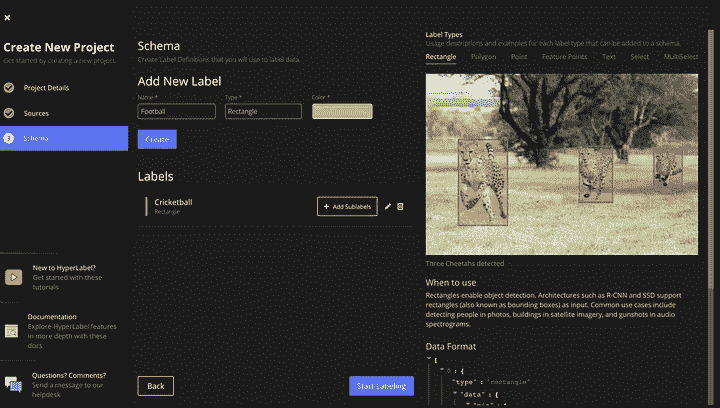 Create New Project
Get started by creating a new project.
Project Details
Sources
3 Schema
New to HyperLabel?
Get started with these
tutorials
Documentation
Explore HyperLabel features
in more depth with these
docs
Questions? Comments?
Send a message to our
helpdesk
Schema
Create Label Definitions that you will use to label data.
Add New Label
Name * Type * Color *
Football Rectangle
Create
Labels
Cricketball
Rectangle
+ Add Sublabels
Back
Start Labeling
Label Types
Usage descriptions and examples for each label type that can be added to a schema.
Rectangle Polygon Point Feature Points Text Select MultiSelect
Three Cheetahs detected
When to use
Rectangles enable object detection. Architectures such as R-CNN and SSD support
rectangles (also known as bounding boxes) as input. Common use cases include
detecting people in photos, buildings in satellite imagery, and gunshots in audio
spectrograms.
Data Format
[
0 : {
"type" : "rectangle"
"data" : {